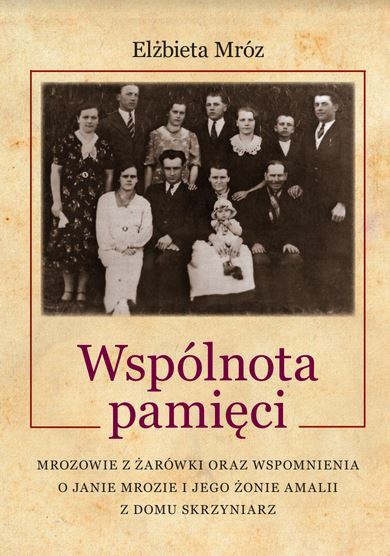 Elżbieta Mróz
Wspólnota
pamięci
MROZOWIE Z ŻARÓWKI ORAZ WSPOMNIENIA
O JANIE MROZIE I JEGO ŻONIE AMALII
Z DOMU SKRZYNIARZ